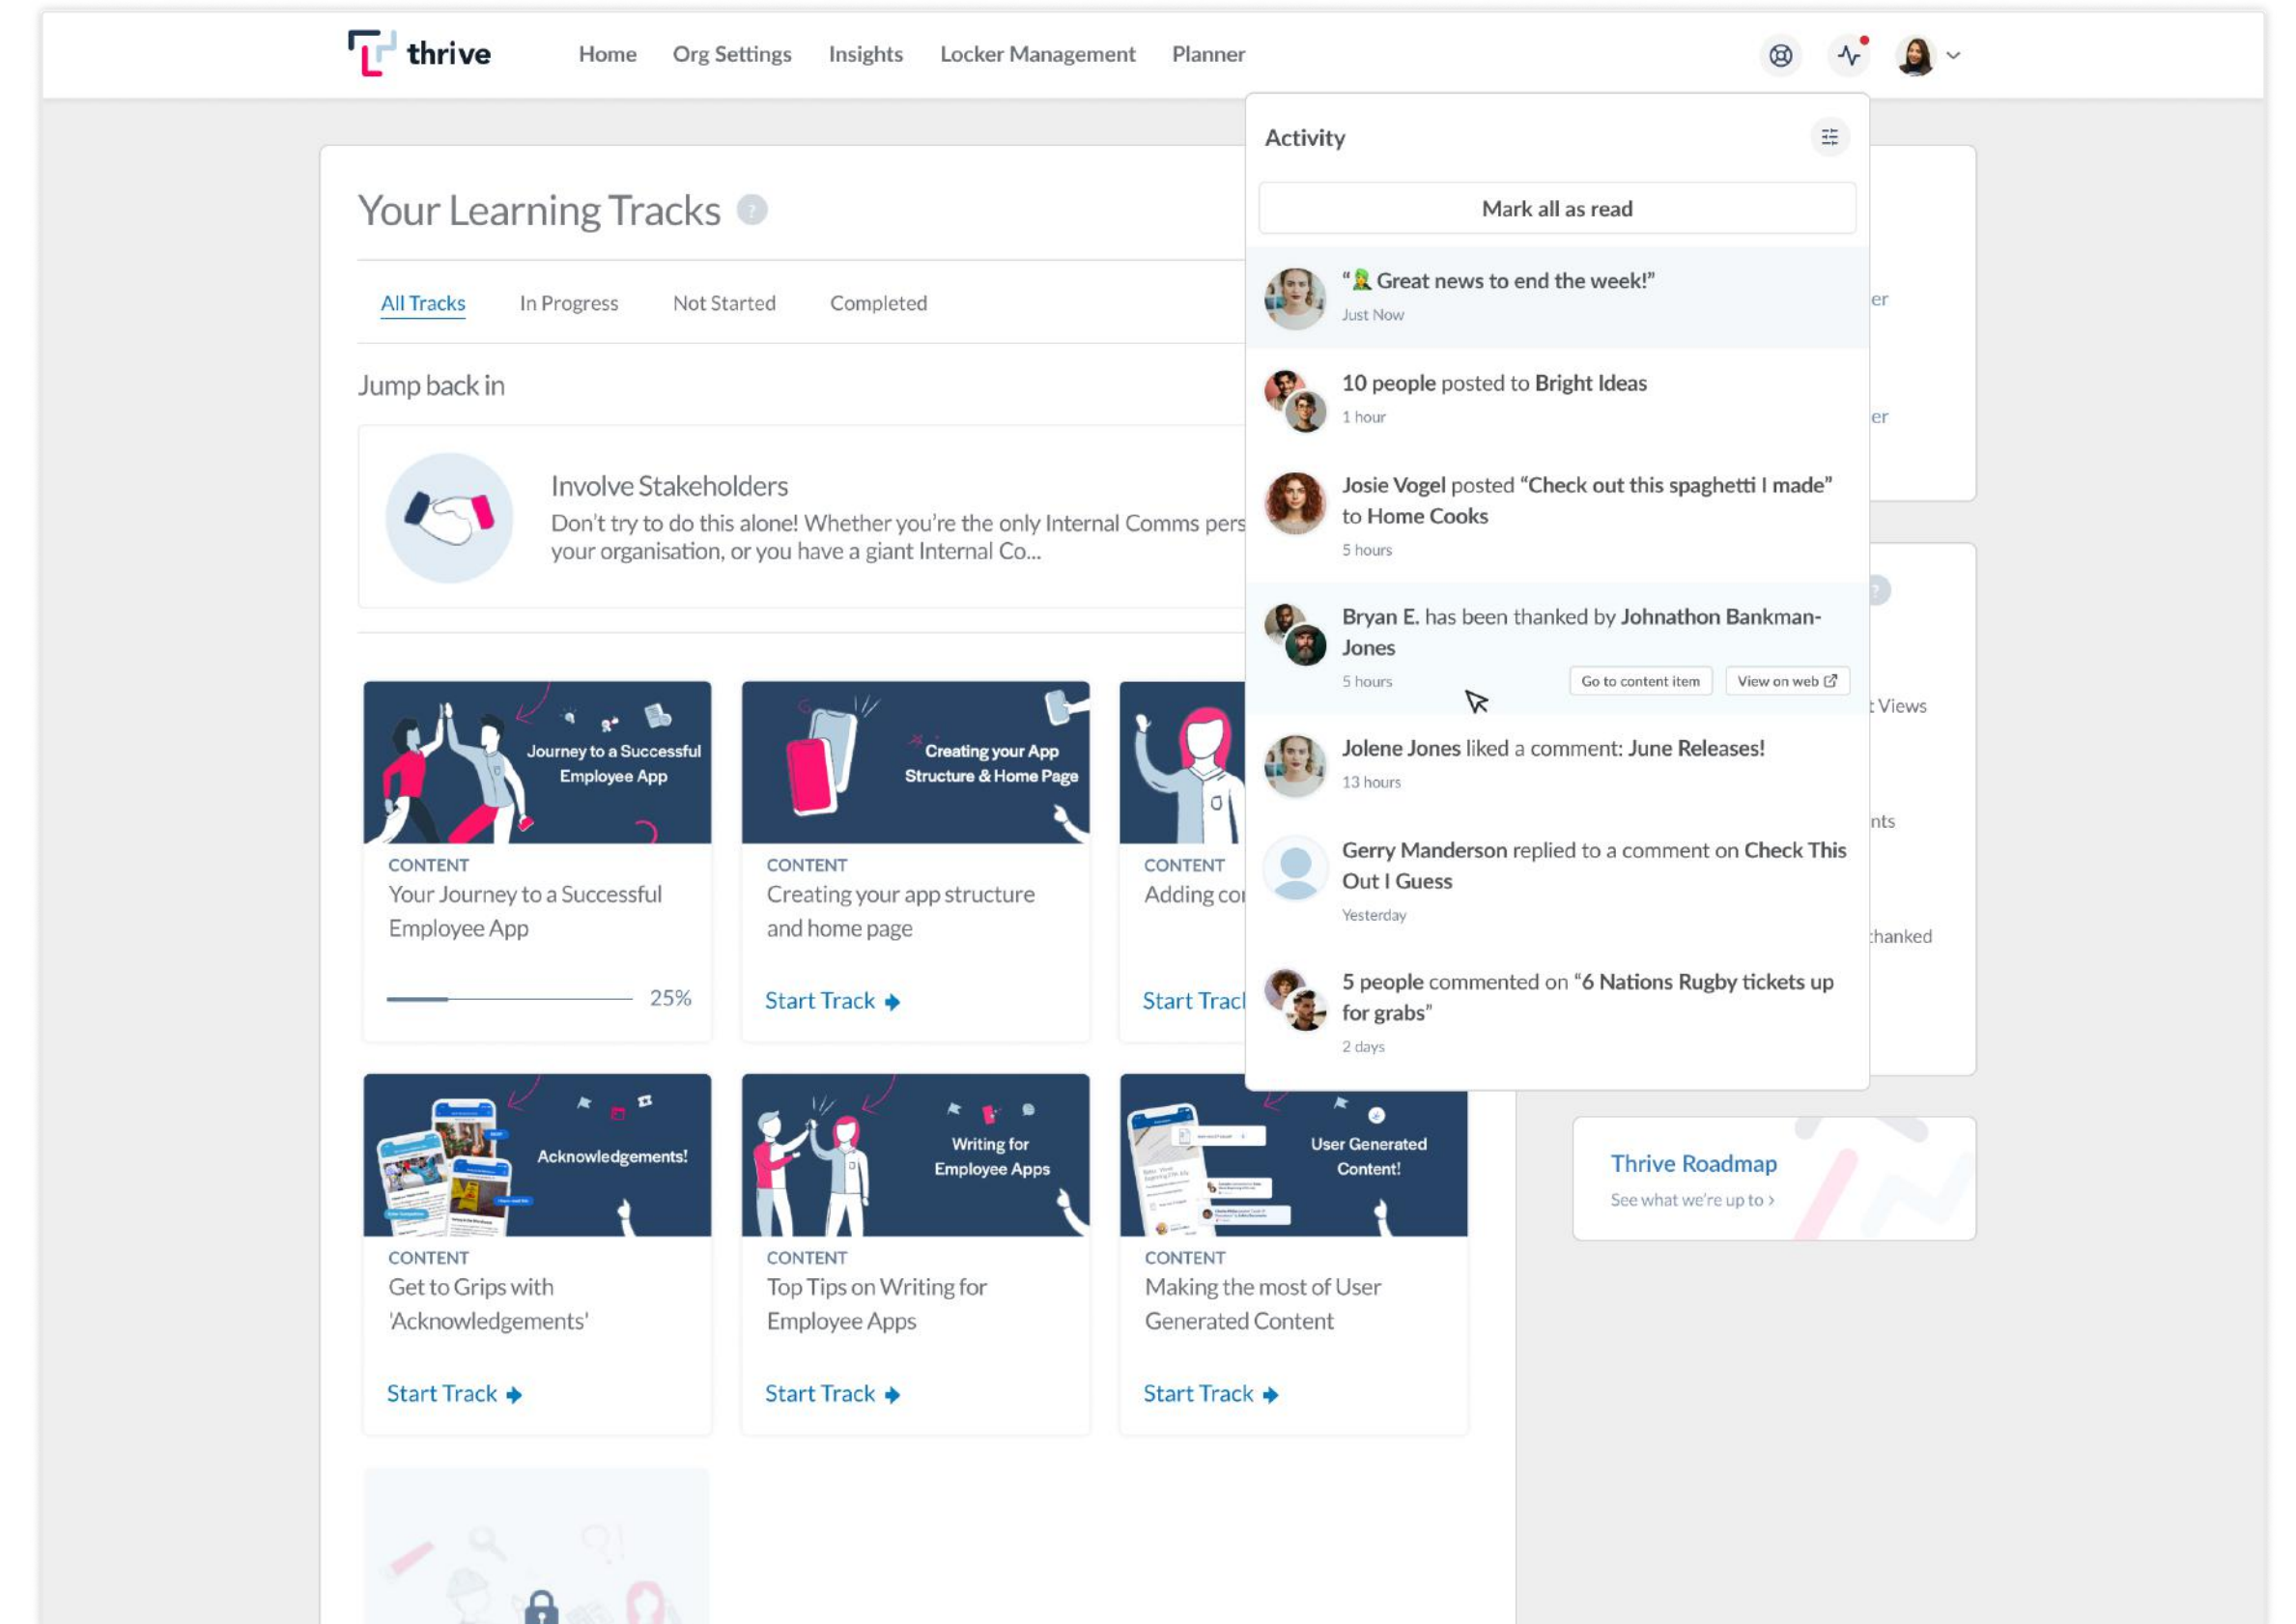 thrive
Home
Org Settings
Insights
Locker Management
Planner
Your Learning Tracks ?
All Tracks
In Progress
Not Started
Completed
Jump back in
Involve Stakeholders
Don't try to do this alone! Whether you're the only Internal Comms pers
your organisation, or you have a giant Internal Co...
Journey to a Successful
Employee App
CONTENT
Your Journey to a Successful
Employee App
25%
Creating your App
Structure & Home Page
CONTENT
Creating your app structure
and home page
Start Track
CONTENT
Adding co
Start Trac
Acknowledgements!
CONTENT
Get to Grips with
'Acknowledgements'
Start Track
Writing for
Employee Apps
CONTENT
Top Tips on Writing for
Employee Apps
Start Track
User Generated
Content!
CONTENT
Making the most of User
Generated Content
Start Track
Activity
Mark all as read
“🧝‍♂️ Great news to end the week!”
Just Now
10 people posted to Bright Ideas
1 hour
Josie Vogel posted “Check out this spaghetti I made”
to Home Cooks
5 hours
Bryan E. has been thanked by Johnathon Bankman-
Jones
5 hours
Go to content item
View on web
Jolene Jones liked a comment: June Releases!
13 hours
Gerry Manderson replied to a comment on Check This
Out I Guess
Yesterday
5 people commented on “6 Nations Rugby tickets up
for grabs”
2 days
er
er
?
t Views
nts
thanked
Thrive Roadmap
See what we're up to >